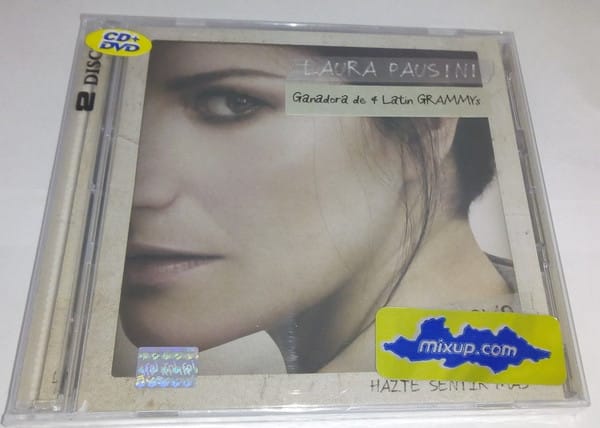 CD+
DVD
2 DISC
LAURA PAUSINI
Ganadora de 4 Latin GRAMMYs
mixup.com
HAZTE SENTIR MÁS